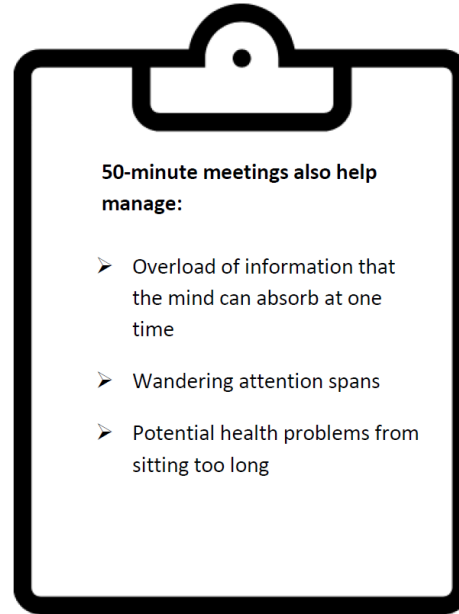 50-minute meetings also help
manage:
➢ Overload of information that
the mind can absorb at one
time
➢ Wandering attention spans
➢ Potential health problems from
sitting too long